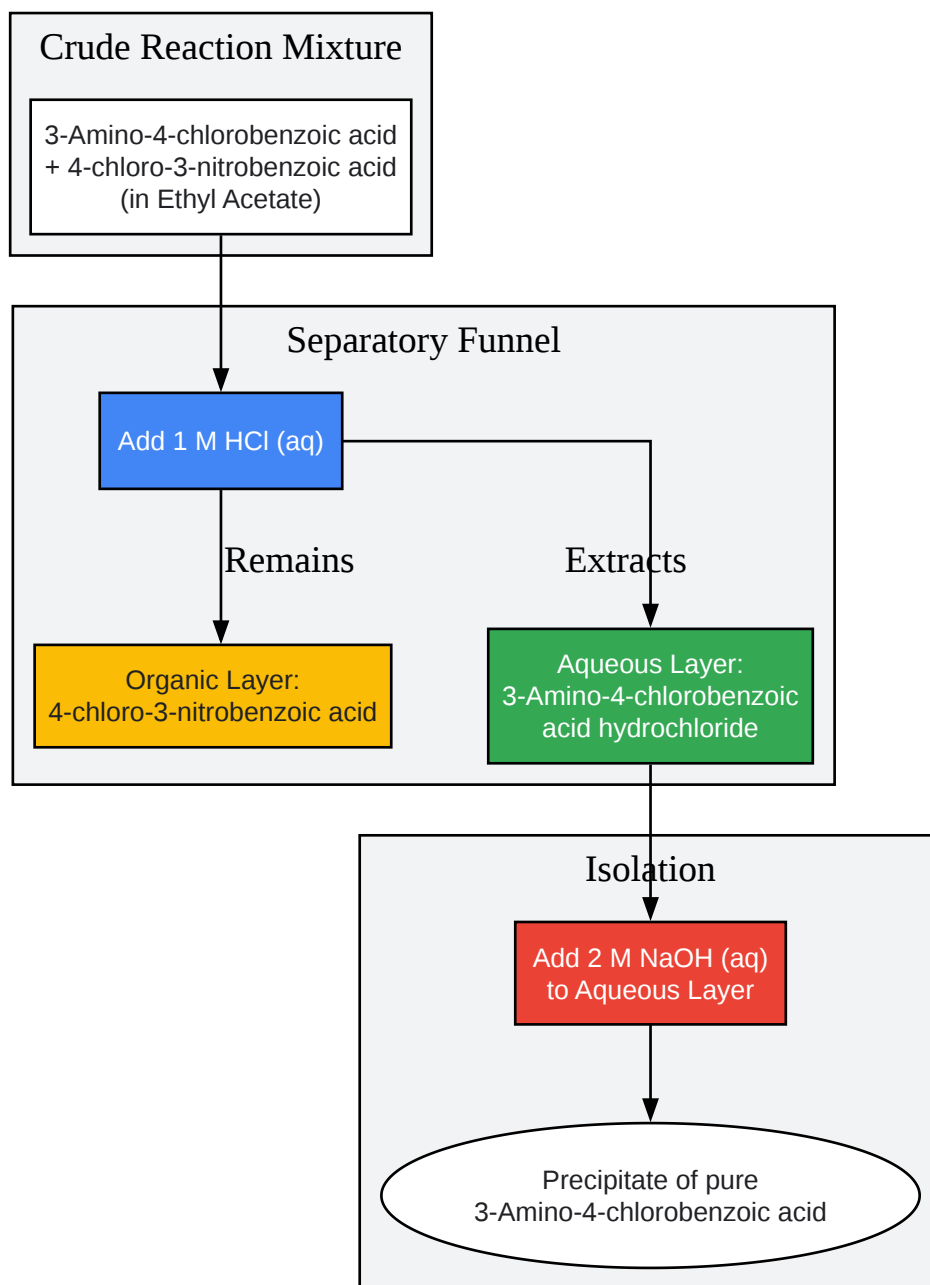 Crude Reaction Mixture
3-Amino-4-chlorobenzoic acid
+ 4-chloro-3-nitrobenzoic acid
(in Ethyl Acetate)
Separatory Funnel
Add 1 M HCl (aq)
Remains
Extracts
Organic Layer:
4-chloro-3-nitrobenzoic acid
Aqueous Layer:
3-Amino-4-chlorobenzoic
acid hydrochloride
Isolation
Add 2 M NaOH (aq)
to Aqueous Layer
Precipitate of pure
3-Amino-4-chlorobenzoic acid